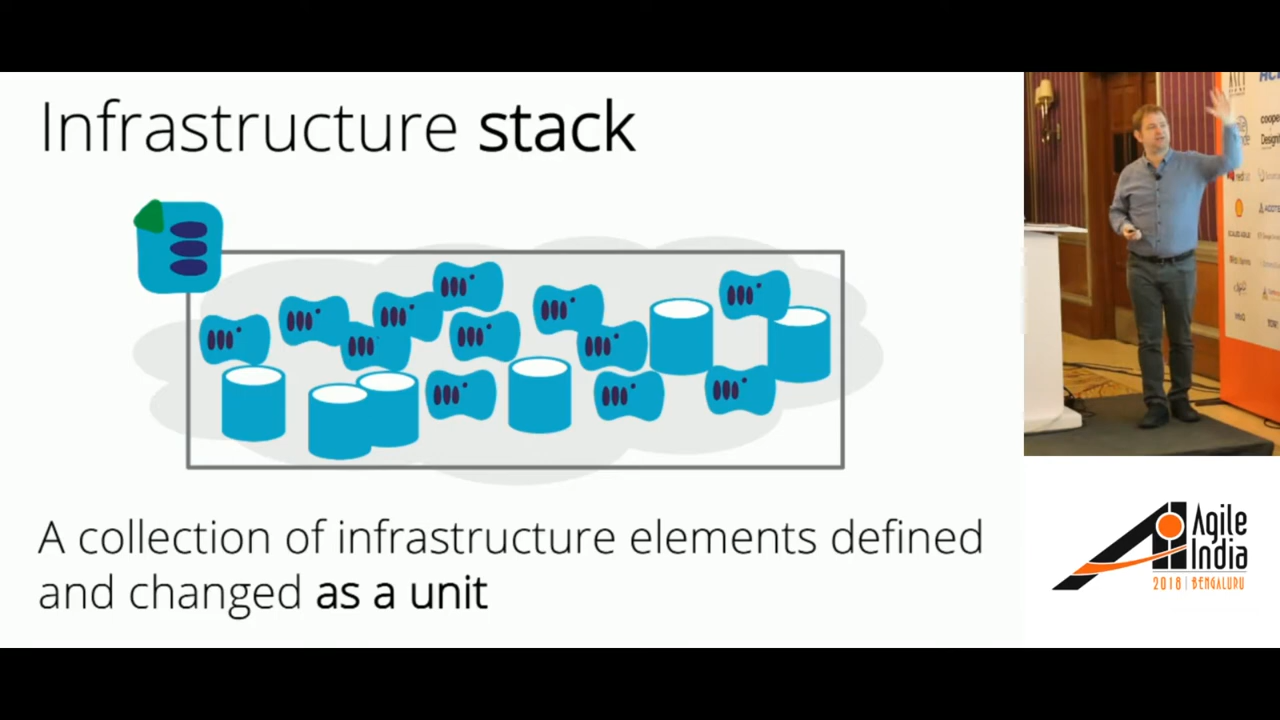 Infrastructure stack
A collection of infrastructure elements defined
and changed as a unit
Agile
India
2018 | BENGALURU